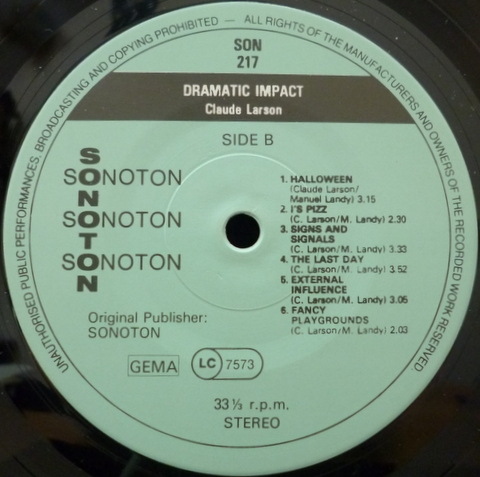 UNAUTHORISED PUBLIC PERFORMANCES, BROADCASTING AND COPYING PROHIBITED — ALL RIGHTS OF THE MANUFACTURERS AND OWNERS OF THE RECORDED WORK RESERVED
SON
217
DRAMATIC IMPACT
Claude Larson
SIDE B
SONOTON
SONOTON
SONOTON
SONOTON
1. HALLOWEEN
(Claude Larson/
Manuel Landy) 3.15
2. I'S PIZZ
(C. Larson/M. Landy) 2.30
3. SIGNS AND
SIGNALS
(C. Larson/M. Landy) 3.33
4. THE LAST DAY
(C. Larson/M. Landy) 3.52
5. EXTERNAL
INFLUENCE
(C. Larson/M. Landy) 3.05
6. FANCY
PLAYGROUNDS
(C. Larson/M. Landy) 2.03
Original Publisher:
SONOTON
GEMA
LC 7573
33 ⅓ r.p.m.
STEREO